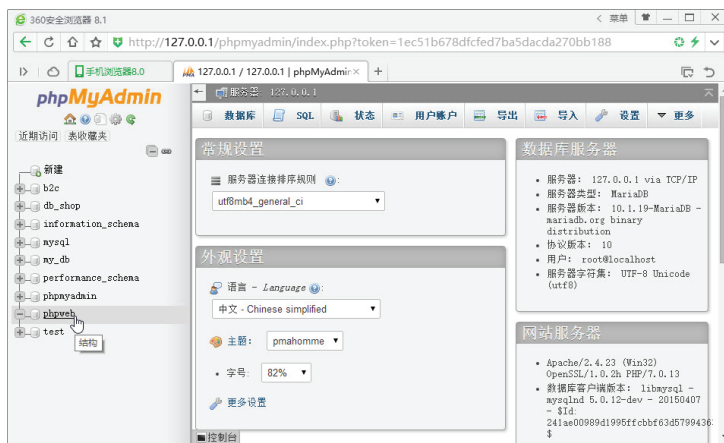 360安全浏览器 8.1
菜单
http://127.0.0.1/phpmyadmin/index.php?token=1ec51b678dfcfed7ba5dacda270bb188
手机浏览器8.0
127.0.0.1 / 127.0.0.1 | phpMyAdmin
phpMyAdmin
近期访问 表收藏夹
新建
b2c
db_shop
information_schema
mysql
my_db
performance_schema
phpmyadmin
phpweb
test
结构
服务器: 127.0.0.1
数据库 SQL 状态 用户账户 导出 导入 设置 更多
常规设置
服务器连接排序规则 :
utf8mb4_general_ci
外观设置
语言 - Language :
中文 - Chinese simplified
主题: pmahomme
字号: 82%
更多设置
数据库服务器
服务器: 127.0.0.1 via TCP/IP
服务器类型: MariaDB
服务器版本: 10.1.19-MariaDB -
mariadb.org binary
distribution
协议版本: 10
用户: root@localhost
服务器字符集: UTF-8 Unicode
(utf8)
网站服务器
Apache/2.4.23 (Win32)
OpenSSL/1.0.2h PHP/7.0.13
数据库客户端版本: libmysql -
mysqlnd 5.0.12-dev - 20150407
- $Id:
241ae00989d1995ffcbbf63d5799436
$
控制台